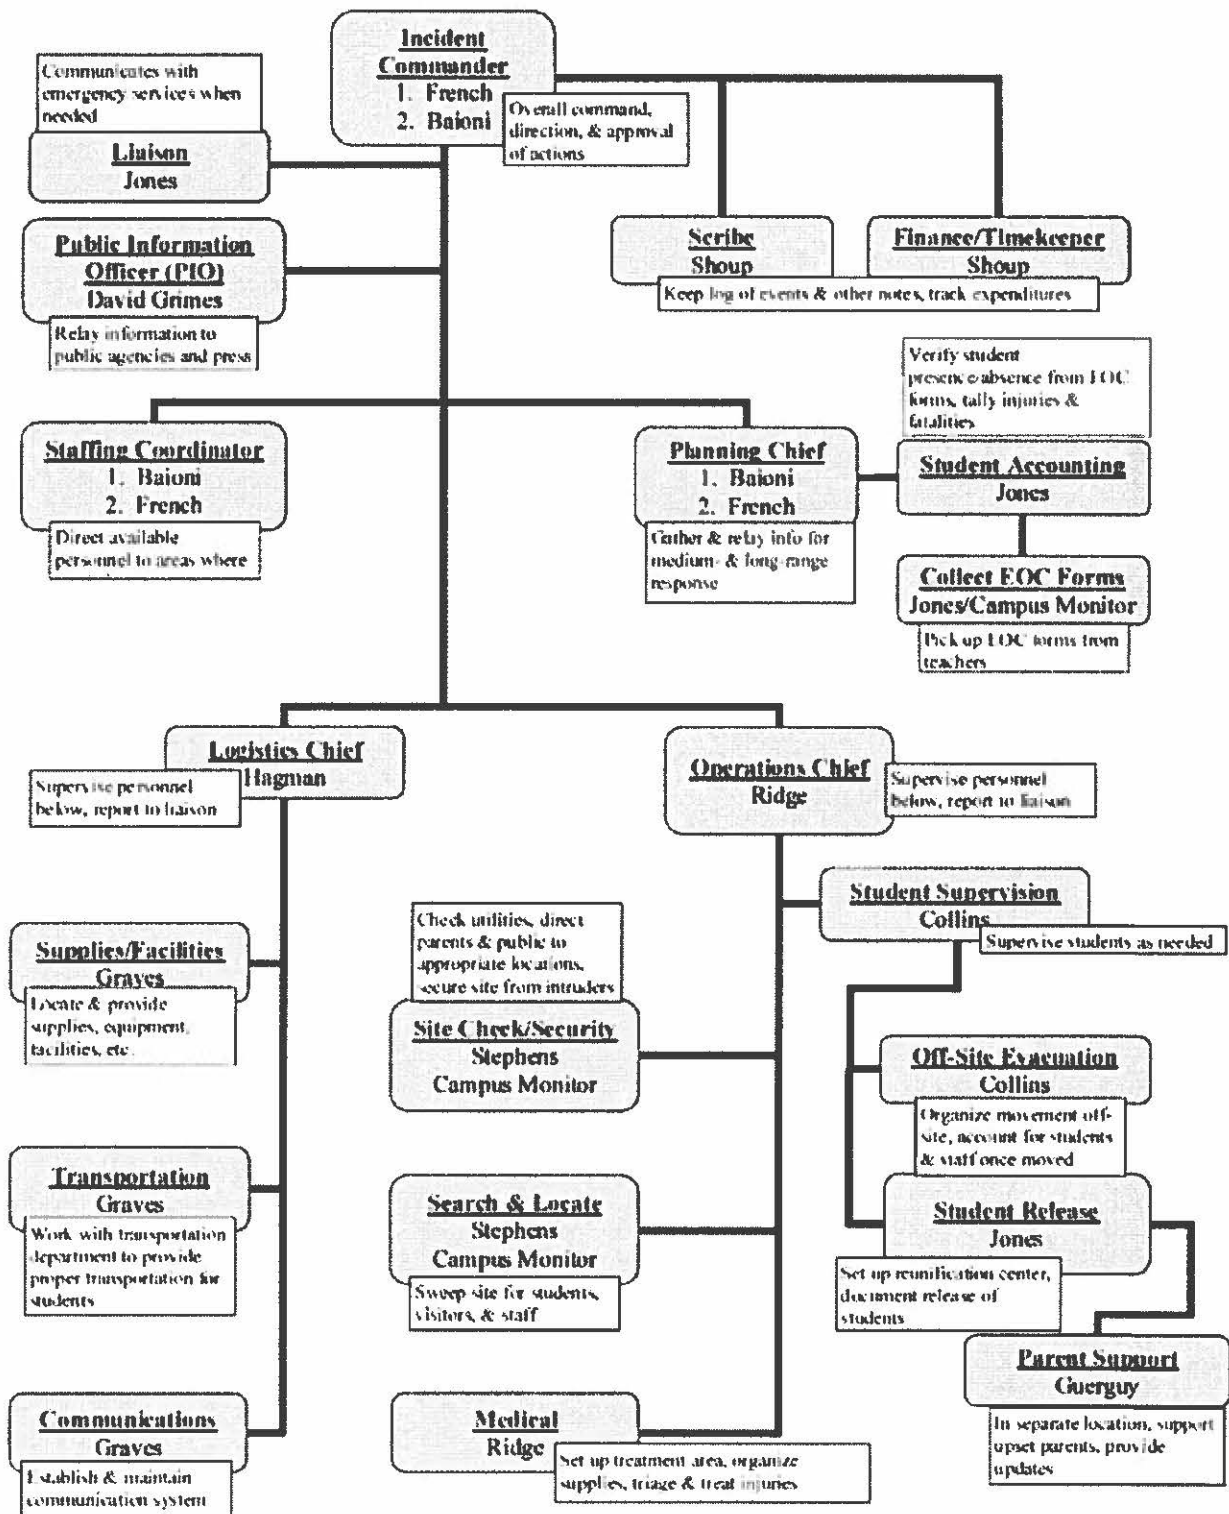 Incident
Commander
1. French
2. Baioni
Overall command,
direction, & approval
of actions
Communicates with
emergency services when
needed
Liaison
Jones
Public Information
Officer (PIO)
David Grimes
Relay information to
public agencies and press
Scribe
Shoup
Finance/Timekeeper
Shoup
Keep log of events & other notes, track expenditures
Staffing Coordinator
1. Baioni
2. French
Direct available
personnel to areas where
Planning Chief
1. Baioni
2. French
Gather & relay info for
medium- & long-range
response
Verify student
presence/absence from EOC
forms, tally injuries &
fatalities
Student Accounting
Jones
Collect EOC Forms
Jones/Campus Monitor
Pick up EOC forms from
teachers
Logistics Chief
Hagman
Supervise personnel
below, report to liaison
Operations Chief
Ridge
Supervise personnel
below, report to liaison
Supplies/Facilities
Graves
Locate & provide
supplies, equipment,
facilities, etc.
Transportation
Graves
Work with transportation
department to provide
proper transportation for
students
Communications
Graves
Establish & maintain
communication system
Check utilities, direct
parents & public to
appropriate locations,
secure site from intruders
Site Check/Security
Stephens
Campus Monitor
Search & Locate
Stephens
Campus Monitor
Sweep site for students,
visitors, & staff
Medical
Ridge
Set up treatment area, organize
supplies, triage & treat injuries
Student Supervision
Collins
Supervise students as needed
Off-Site Evacuation
Collins
Organize movement off-
site, account for students
& staff once moved
Student Release
Jones
Set up reunification center,
document release of
students
Parent Support
Guerguy
In separate location, support
upset parents, provide
updates